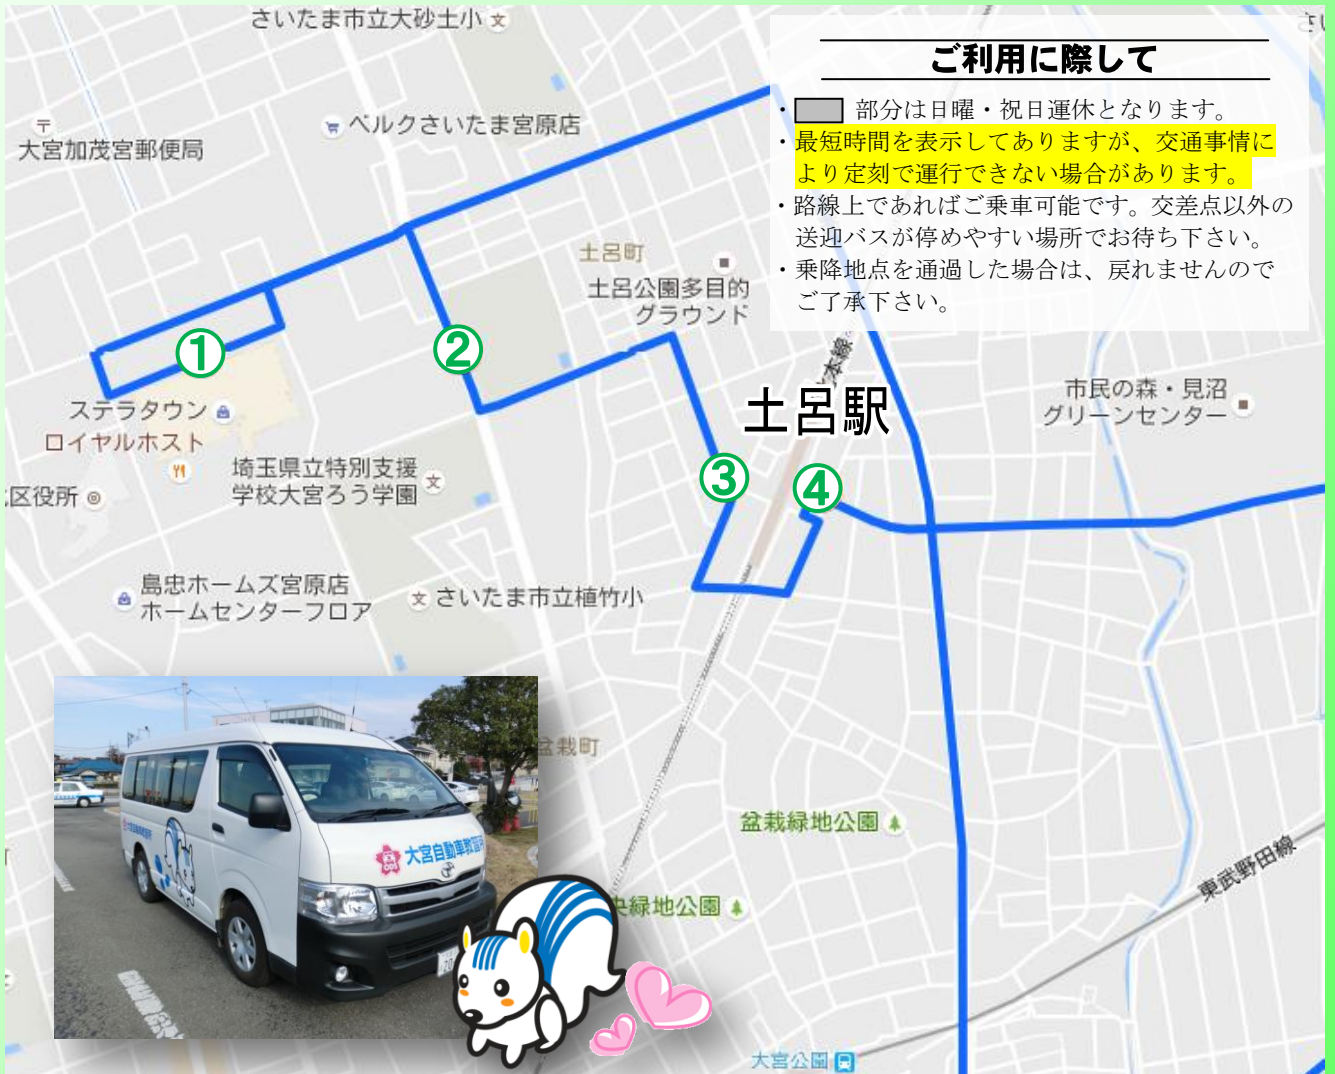 さいたま市立大砂土小
文
ご利用に際して
・ 部分は日曜・祝日運休となります。
・最短時間を表示してありますが、交通事情に
より定刻で運行できない場合があります。
・路線上であればご乗車可能です。交差点以外の
送迎バスが停めやすい場所でお待ち下さい。
・乗降地点を通過した場合は、戻れませんので
ご了承下さい。
〒
大宮加茂宮郵便局
ベルクさいたま宮原店
土呂町
土呂公園多目的
グラウンド
①
②
本線
土呂駅
市民の森・見沼
グリーンセンター
ステラタウン
ロイヤルホスト
区役所
埼玉県立特別支援
学校大宮ろう学園
文
③
④
島忠ホームズ宮原店
ホームセンターフロア
文
さいたま市立植竹小
盆栽町
盆栽緑地公園
央緑地公園
東武野田線
大宮公園
大宮自動車教習所